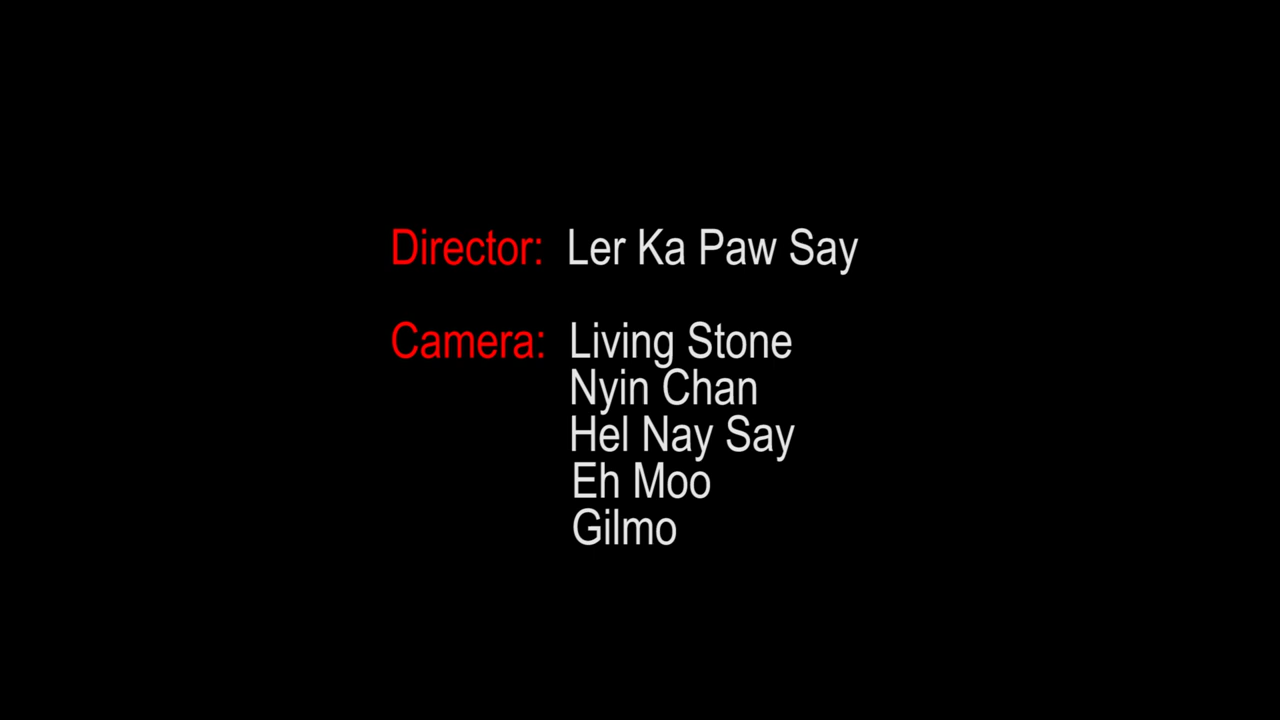 Director: Ler Ka Paw Say
Camera: Living Stone
Nyin Chan
Hel Nay Say
Eh Moo
Gilmo